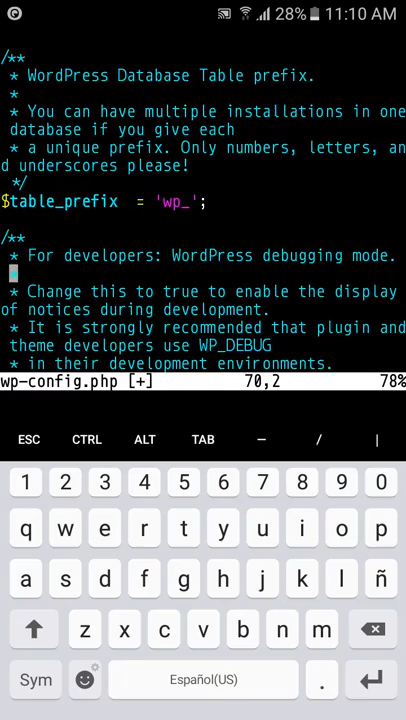 28% 11:10 AM
/**
* WordPress Database Table prefix.
*
* You can have multiple installations in one
database if you give each
* a unique prefix. Only numbers, letters, an
d underscores please!
*/
$table_prefix = 'wp_';
/**
* For developers: WordPress debugging mode.
*
* Change this to true to enable the display
of notices during development.
* It is strongly recommended that plugin and
theme developers use WP_DEBUG
* in their development environments.
wp-config.php [+] 70,2 78%
ESC CTRL ALT TAB — / |
1 2 3 4 5 6 7 8 9 0
q w e r t y u i o p
a s d f g h j k l ñ
z x c v b n m
Sym Español(US) .